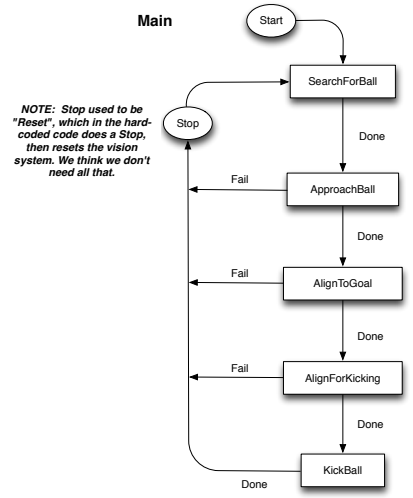 Main
Start
SearchForBall
NOTE:  Stop used to be
"Reset", which in the hard-
coded code does a Stop,
then resets the vision
system. We think we don't
need all that.
Stop
Done
Fail
ApproachBall
Done
Fail
AlignToGoal
Done
Fail
AlignForKicking
Done
KickBall
Done